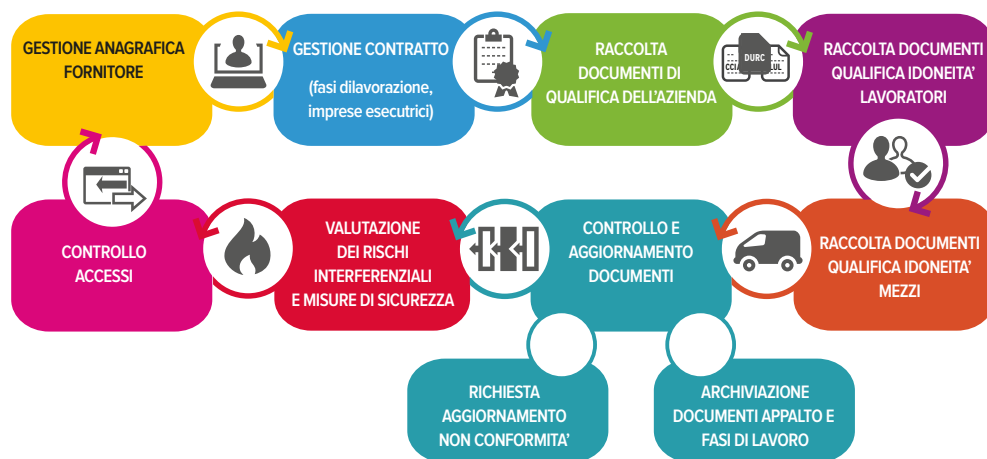 GESTIONE ANAGRAFICA
FORNITORE
GESTIONE CONTRATTO
(fasi dilavorazione,
imprese esecutrici)
RACCOLTA
DOCUMENTI DI
QUALIFICA DELL'AZIENDA
DURC
CCIA
LUL
RACCOLTA DOCUMENTI
QUALIFICA IDONEITA'
LAVORATORI
RACCOLTA DOCUMENTI
QUALIFICA IDONEITA'
MEZZI
CONTROLLO E
AGGIORNAMENTO
DOCUMENTI
VALUTAZIONE
DEI RISCHI
INTERFERENZIALI
E MISURE DI SICUREZZA
CONTROLLO
ACCESSI
RICHIESTA
AGGIORNAMENTO
NON CONFORMITA'
ARCHIVIAZIONE
DOCUMENTI APPALTO E
FASI DI LAVORO